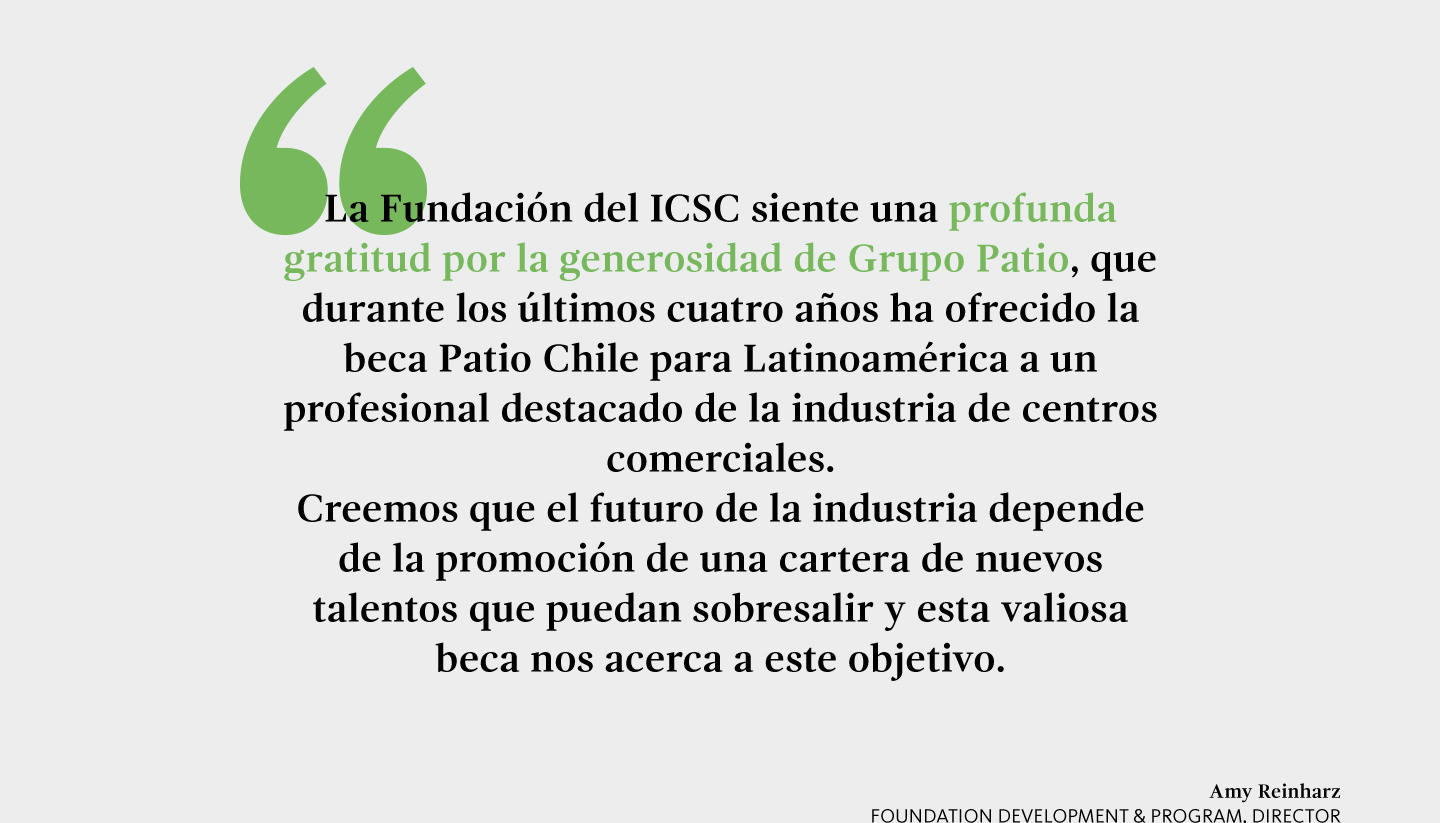 La Fundación del ICSC siente una profunda
gratitud por la generosidad de Grupo Patio, que
durante los últimos cuatro años ha ofrecido la
beca Patio Chile para Latinoamérica a un
profesional destacado de la industria de centros
comerciales.
Creemos que el futuro de la industria depende
de la promoción de una cartera de nuevos
talentos que puedan sobresalir y esta valiosa
beca nos acerca a este objetivo.
Amy Reinharz
FOUNDATION DEVELOPMENT & PROGRAM, DIRECTOR